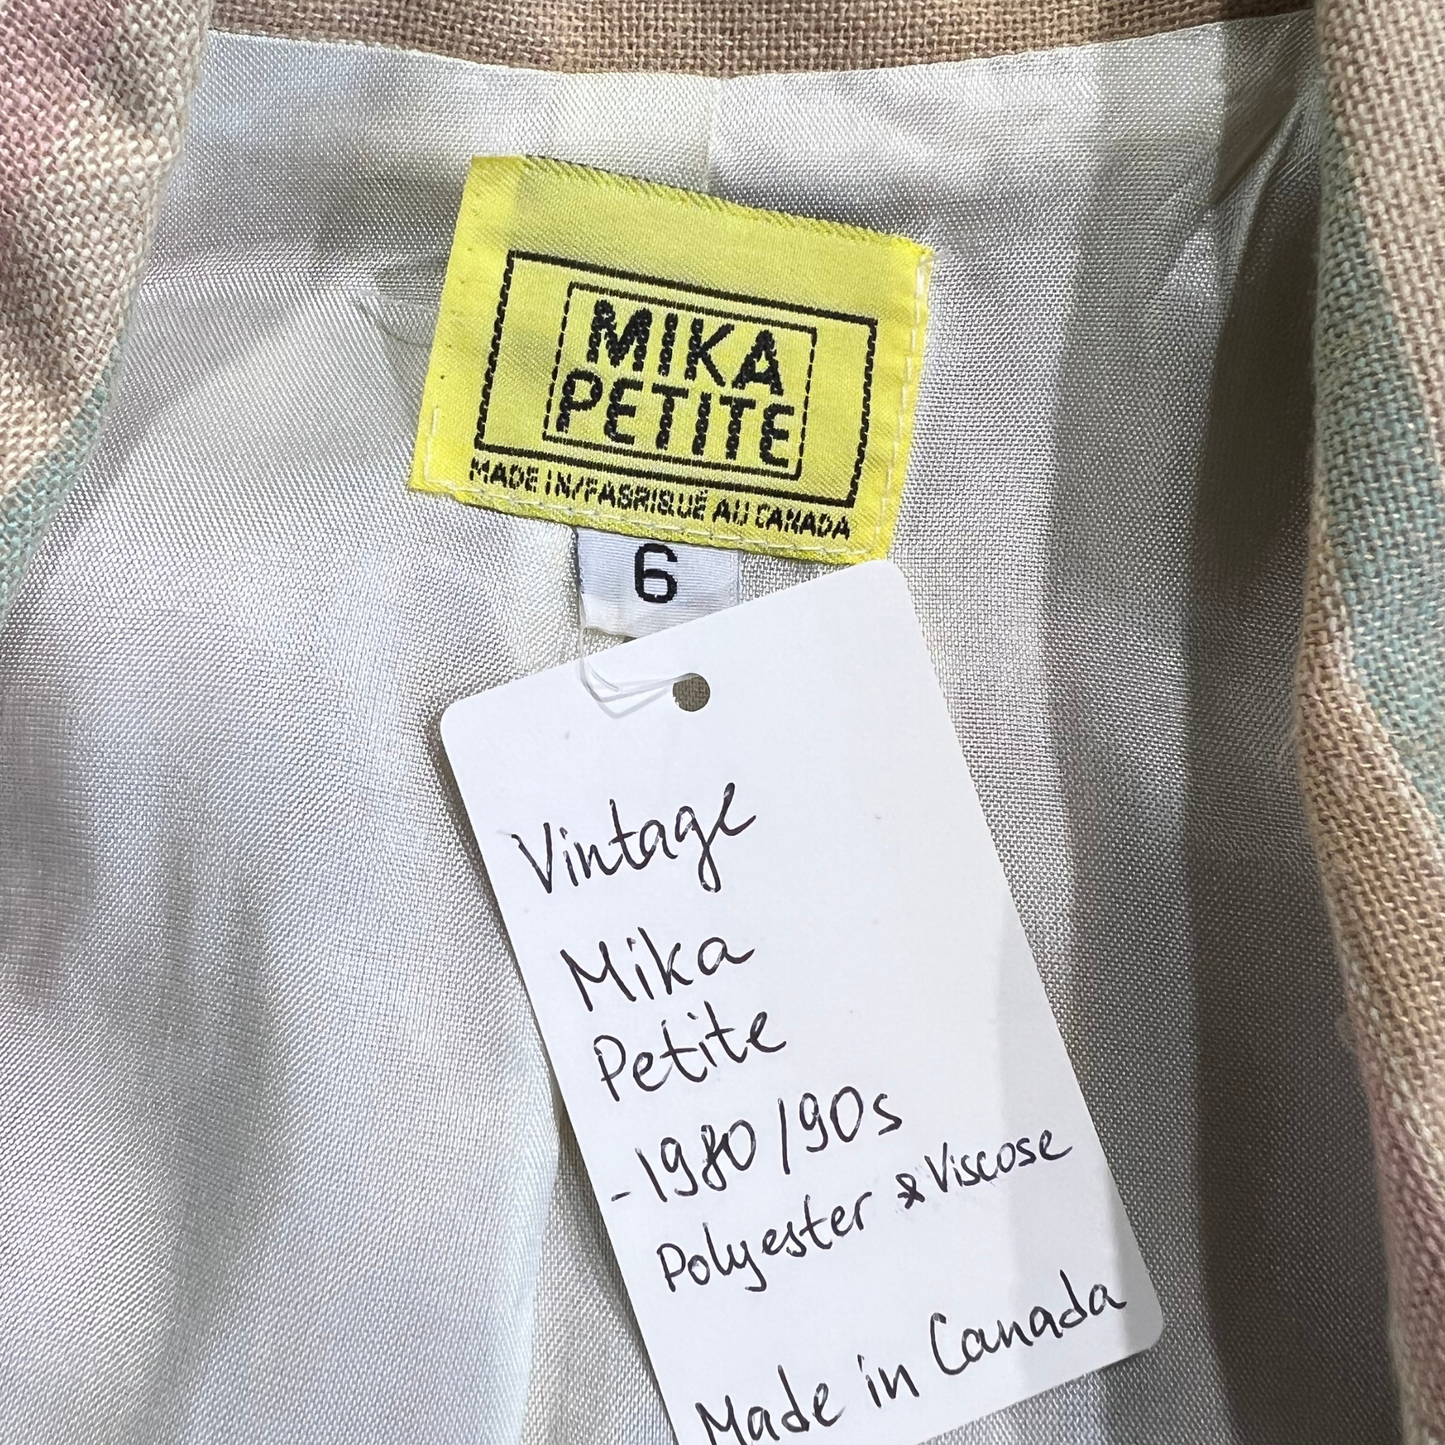 MIKA
PETITE
MADE IN/FABRIQUÉ AU CANADA
6
Vintage
Mika
Petite
- 1980/90s
Polyester & Viscose
Made in Canada